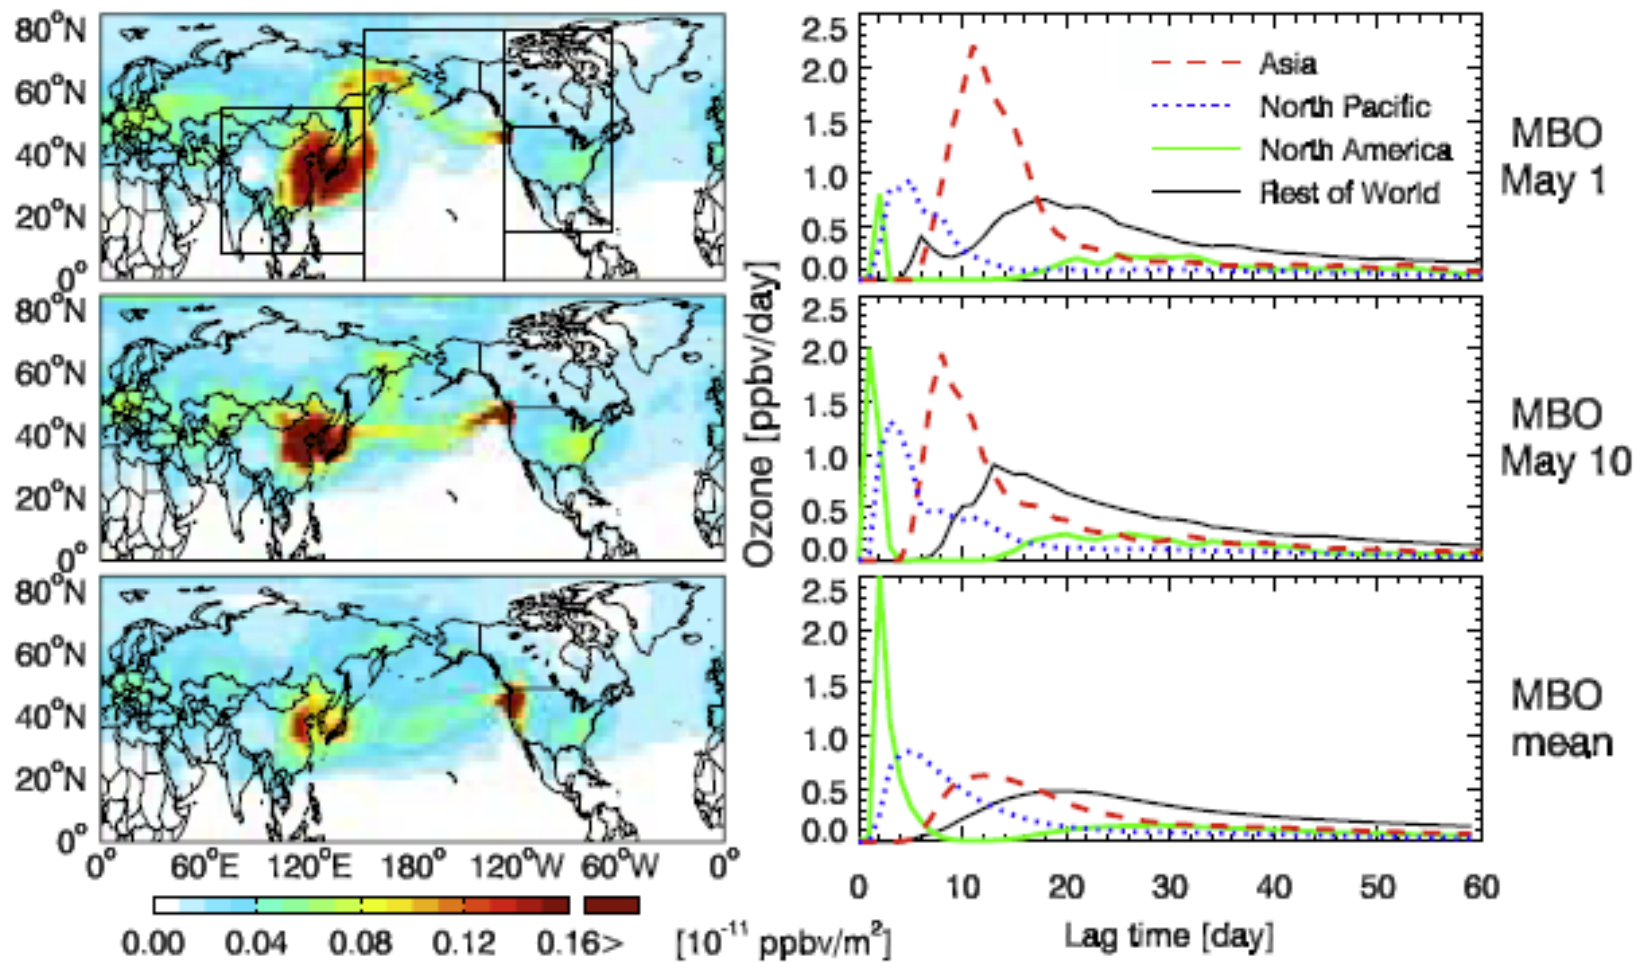 80°N
60°N
40°N
20°N
0°
80°N
60°N
40°N
20°N
0°
80°N
60°N
40°N
20°N
0°
0° 60°E 120°E 180° 120°W 60°W 0°
0.00 0.04 0.08 0.12 0.16> [10⁻¹¹ ppbv/m²]
Ozone [ppbv/day]
2.5
2.0
1.5
1.0
0.5
0.0
Asia
North Pacific
North America
Rest of World
MBO
May 1
2.5
2.0
1.5
1.0
0.5
0.0
MBO
May 10
2.5
2.0
1.5
1.0
0.5
0.0
MBO
mean
0 10 20 30 40 50 60
Lag time [day]